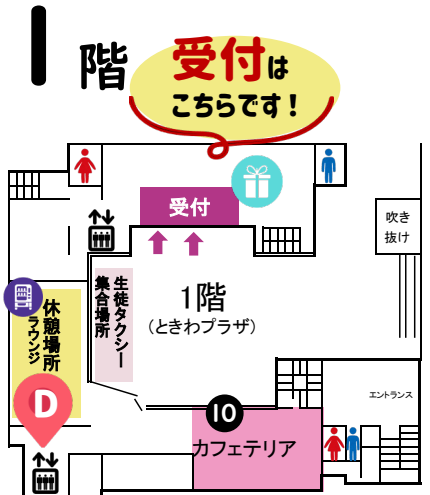 1階
受付は
こちらです！
受付
吹き
抜け
生徒タクシー
集合場所
1階
（ときわプラザ）
休憩場所
ラウンジ
D
エントランス
10
カフェテリア